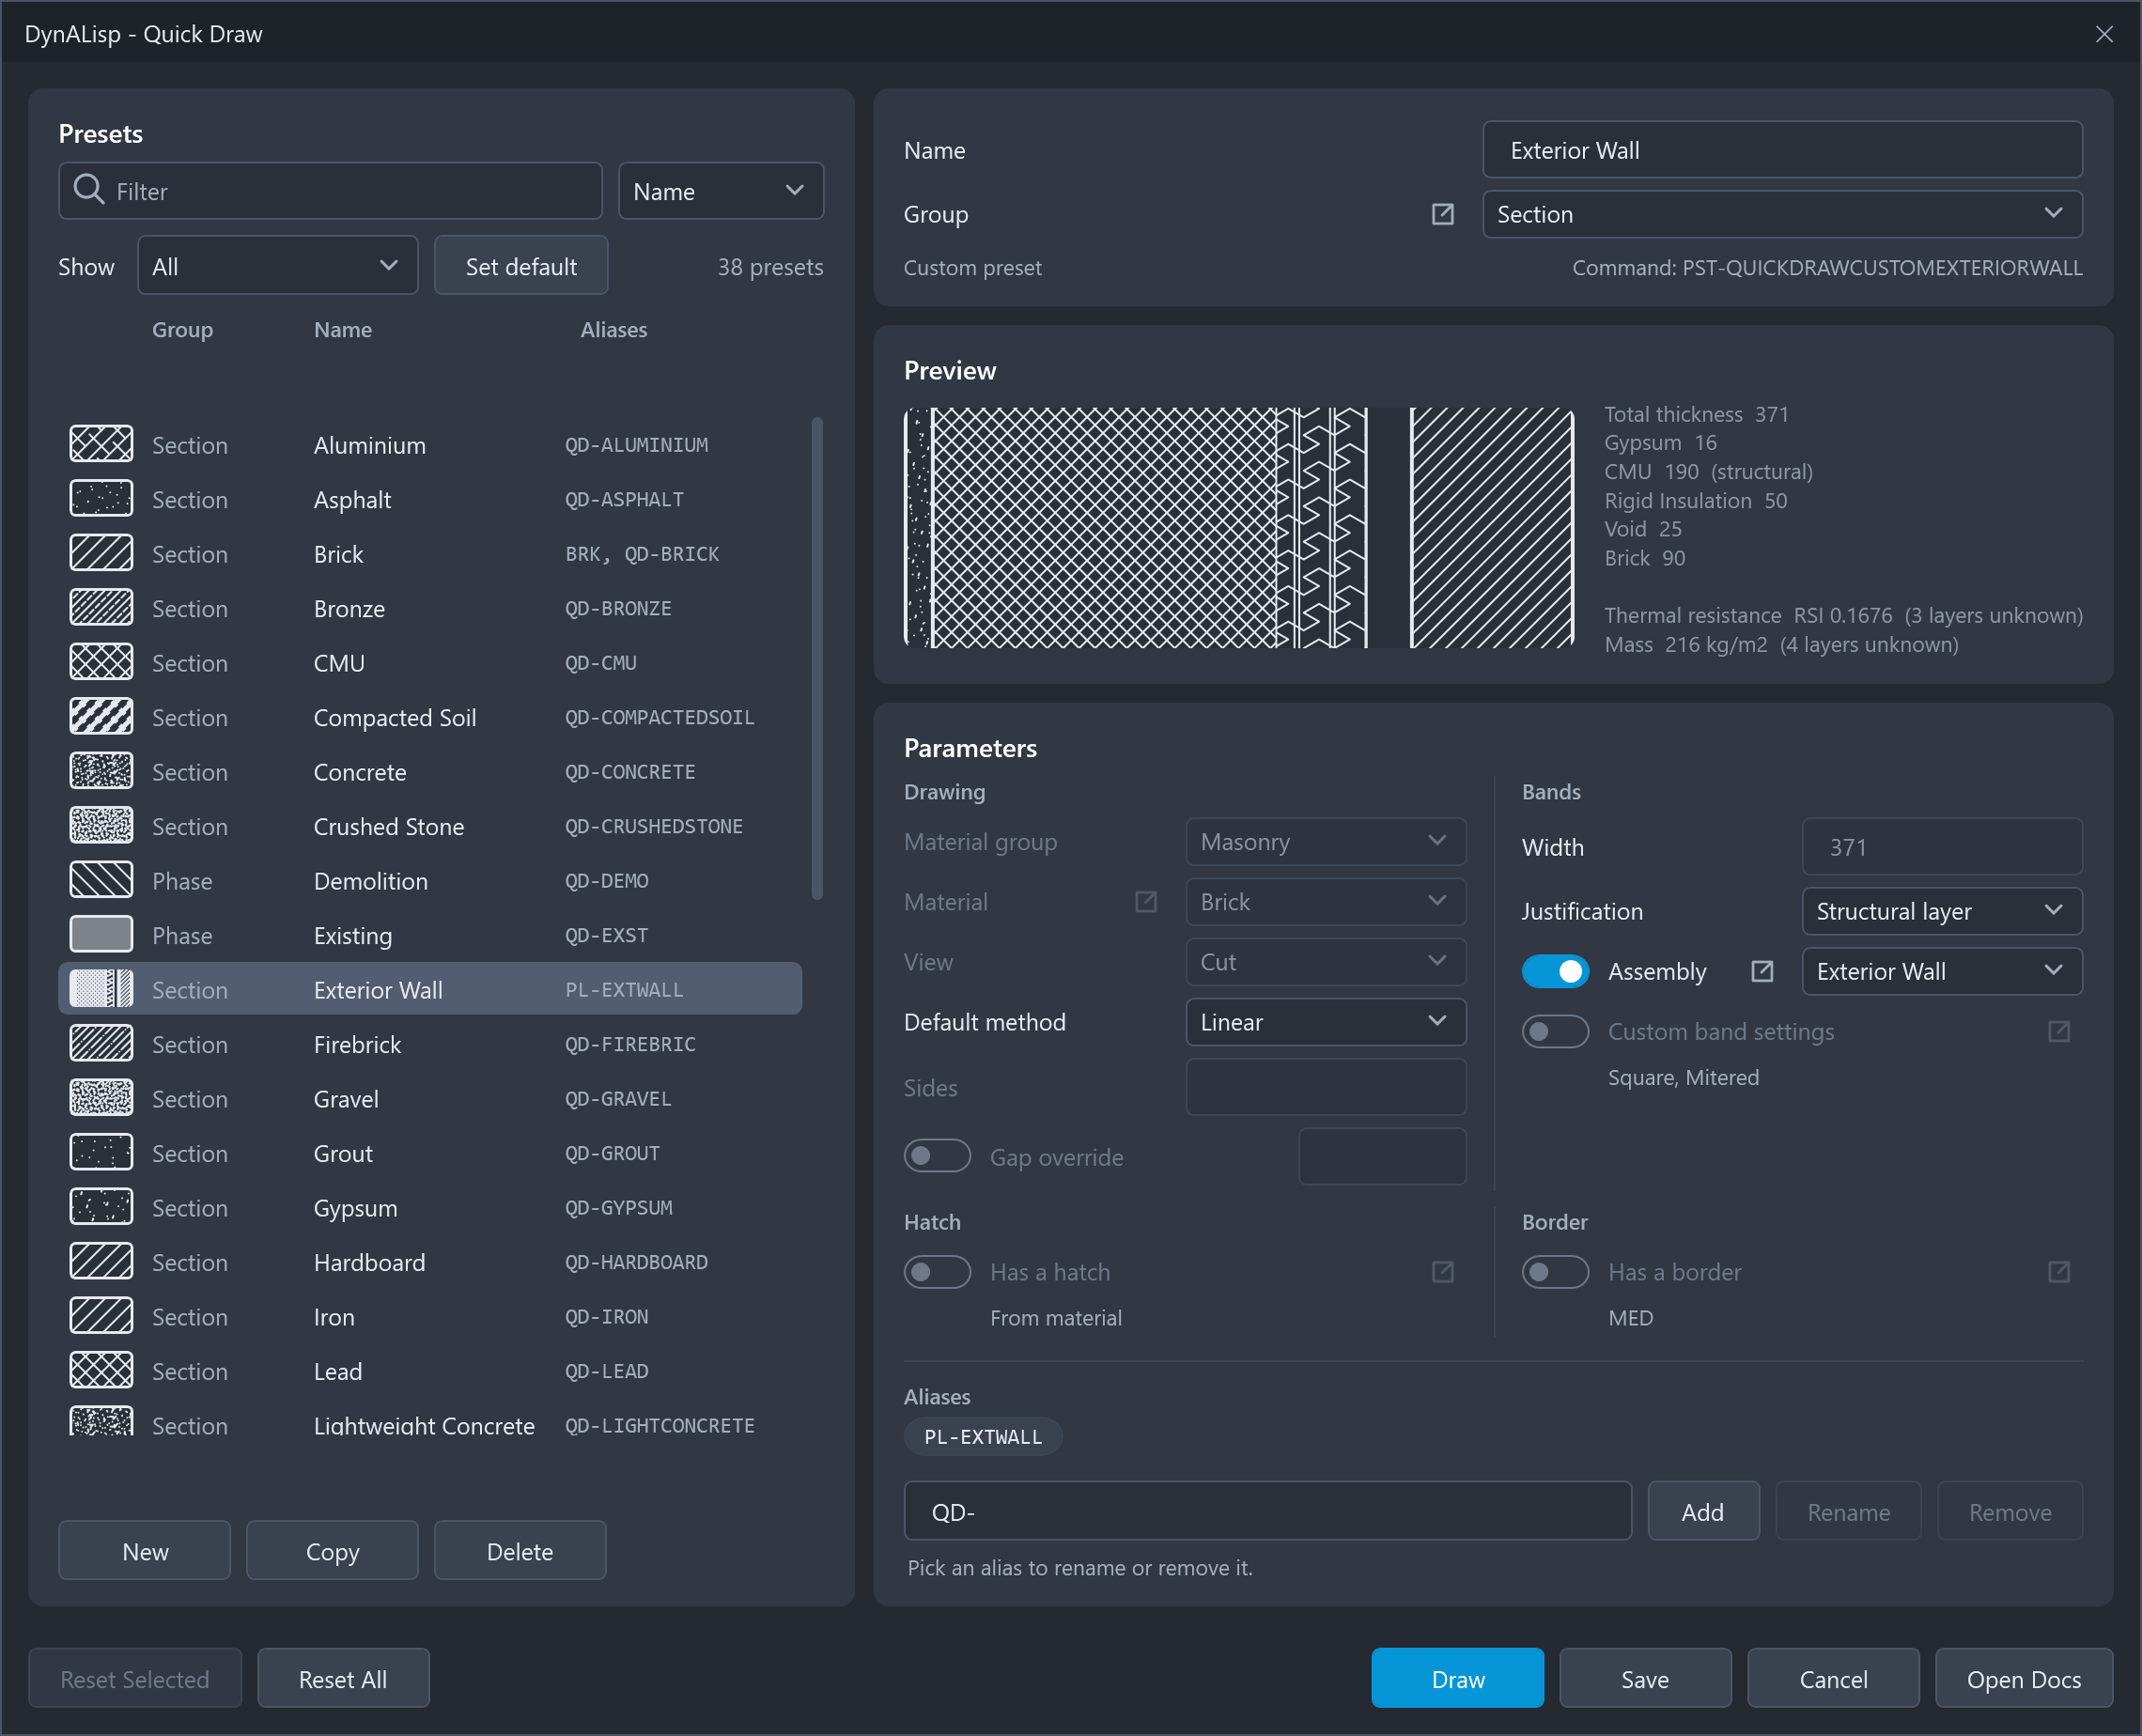 DynALisp - Quick Draw
Presets
Filter
Name
Show
All
Set default
38 presets
Group Name Aliases
Section Aluminium QD-ALUMINIUM
Section Asphalt QD-ASPHALT
Section Brick BRK, QD-BRICK
Section Bronze QD-BRONZE
Section CMU QD-CMU
Section Compacted Soil QD-COMPACTEDSOIL
Section Concrete QD-CONCRETE
Section Crushed Stone QD-CRUSHEDSTONE
Phase Demolition QD-DEMO
Phase Existing QD-EXST
Section Exterior Wall PL-EXTWALL
Section Firebrick QD-FIREBRIC
Section Gravel QD-GRAVEL
Section Grout QD-GROUT
Section Gypsum QD-GYPSUM
Section Hardboard QD-HARDBOARD
Section Iron QD-IRON
Section Lead QD-LEAD
Section Lightweight Concrete QD-LIGHTCONCRETE
New
Copy
Delete
Name
Exterior Wall
Group
Section
Custom preset
Command: PST-QUICKDRAWCUSTOMEXTERIORWALL
Preview
Total thickness 371
Gypsum 16
CMU 190 (structural)
Rigid Insulation 50
Void 25
Brick 90
Thermal resistance RSI 0.1676 (3 layers unknown)
Mass 216 kg/m2 (4 layers unknown)
Parameters
Drawing
Material group
Masonry
Material
Brick
View
Cut
Default method
Linear
Sides
Gap override
Bands
Width
371
Justification
Structural layer
Assembly
Exterior Wall
Custom band settings
Square, Mitered
Hatch
Has a hatch
From material
Border
Has a border
MED
Aliases
PL-EXTWALL
QD-
Add
Rename
Remove
Pick an alias to rename or remove it.
Reset Selected
Reset All
Draw
Save
Cancel
Open Docs